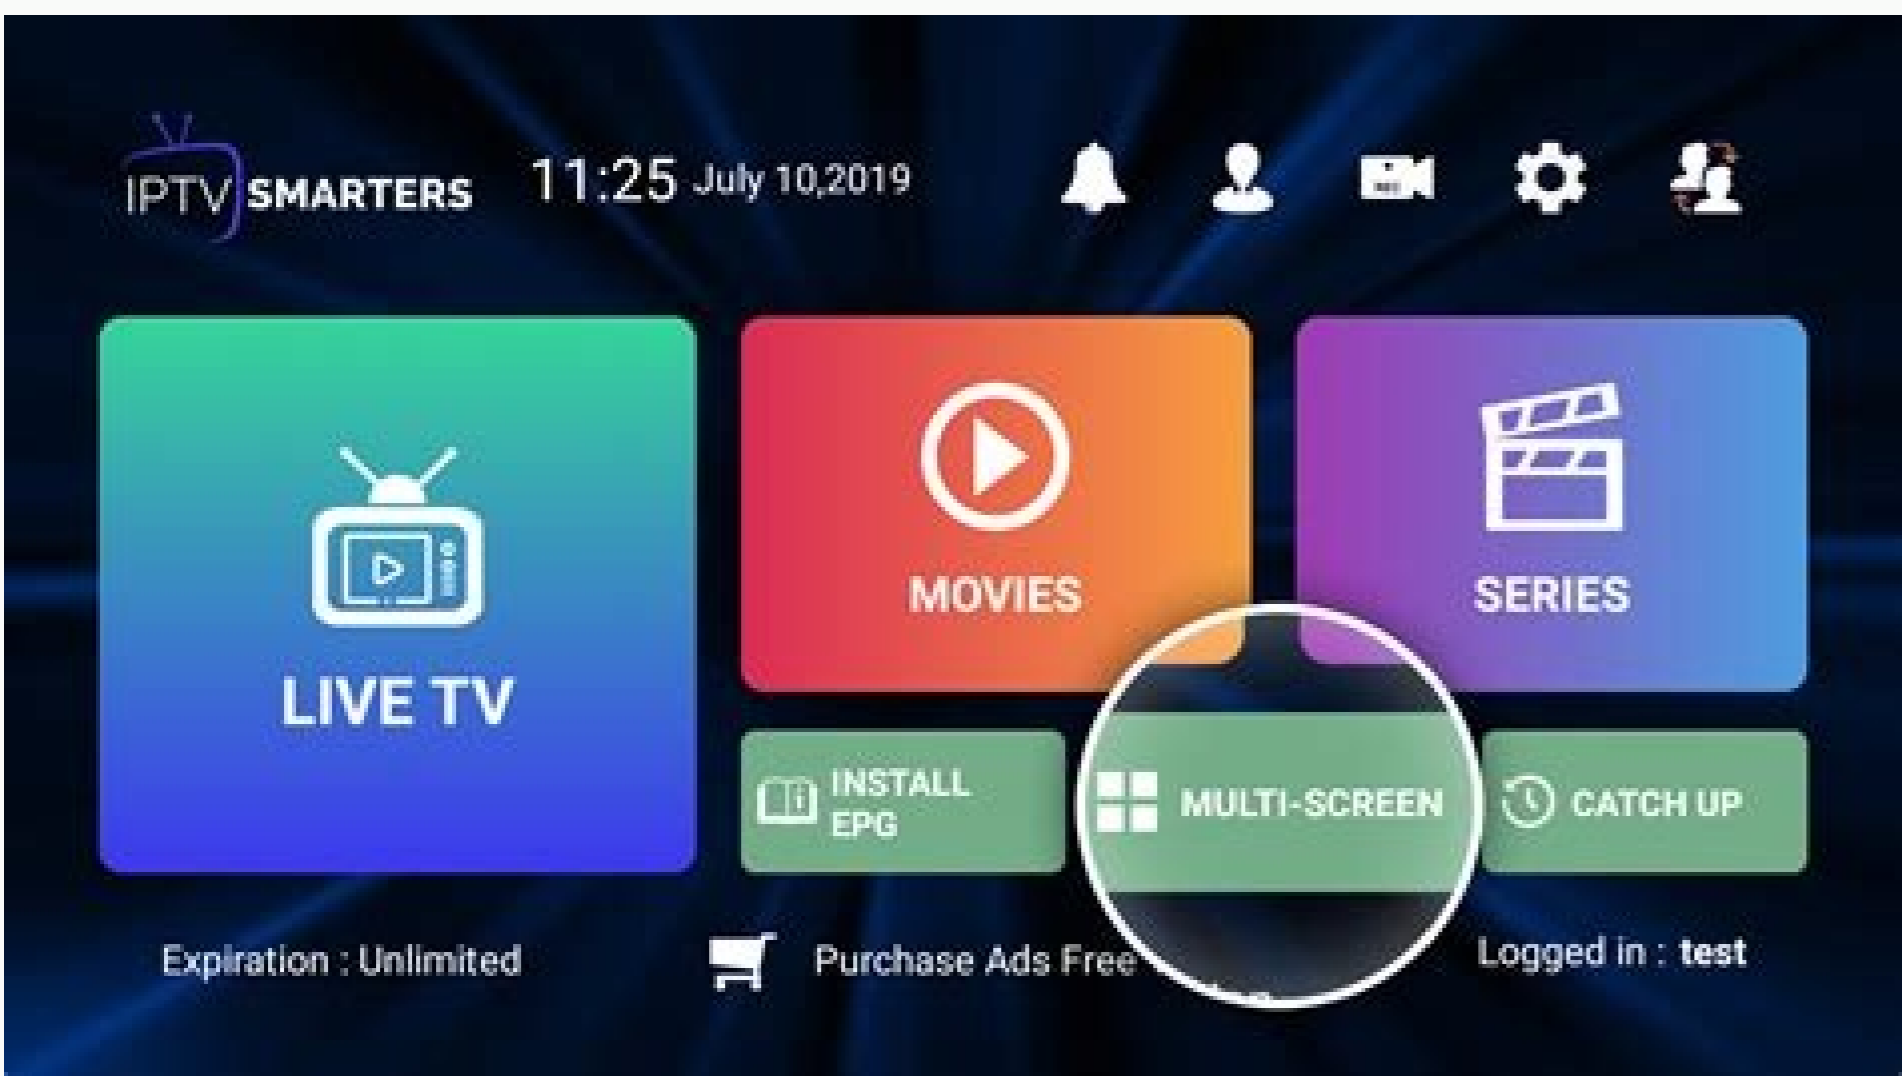 IPTV SMARTERS
11:25 July 10,2019
LIVE TV
MOVIES
SERIES
INSTALL
EPG
MULTI-SCREEN
CATCH UP
Expiration : Unlimited
Purchase Ads Free
Logged in : test